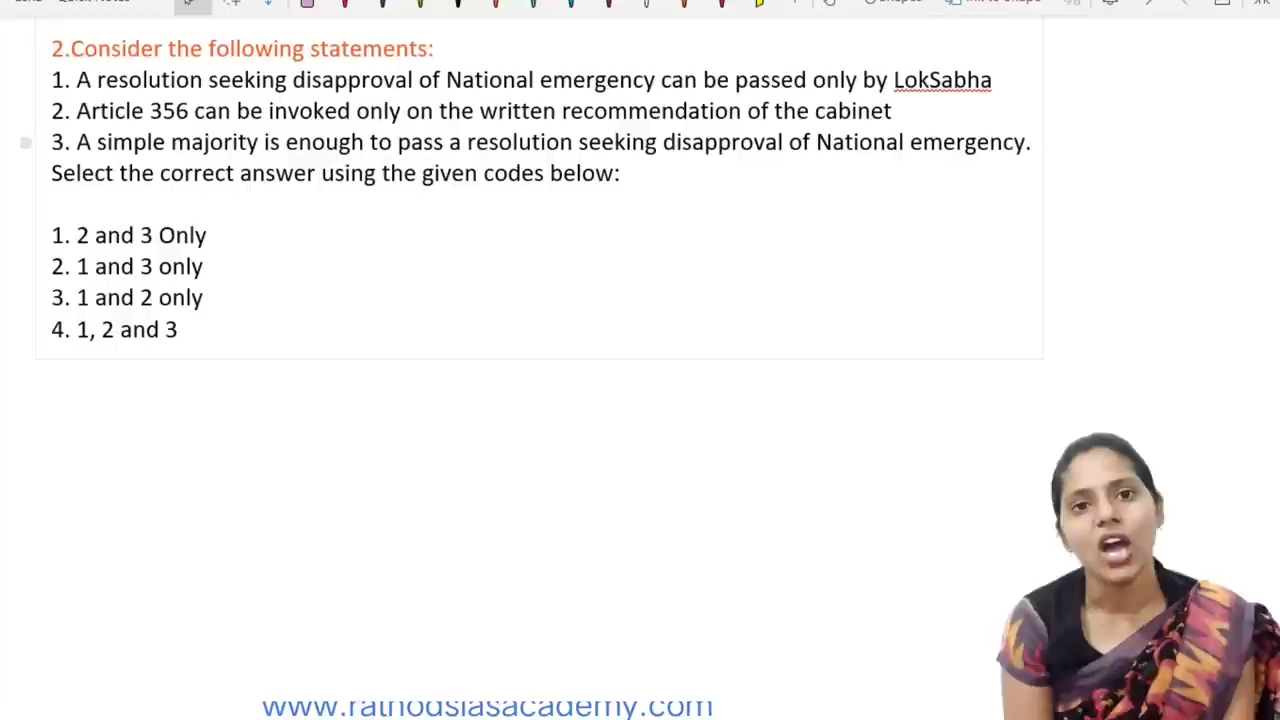 2.Consider the following statements:
1. A resolution seeking disapproval of National emergency can be passed only by LokSabha
2. Article 356 can be invoked only on the written recommendation of the cabinet
3. A simple majority is enough to pass a resolution seeking disapproval of National emergency.
Select the correct answer using the given codes below:
1. 2 and 3 Only
2. 1 and 3 only
3. 1 and 2 only
4. 1, 2 and 3
www.rathodsiasacademy.com